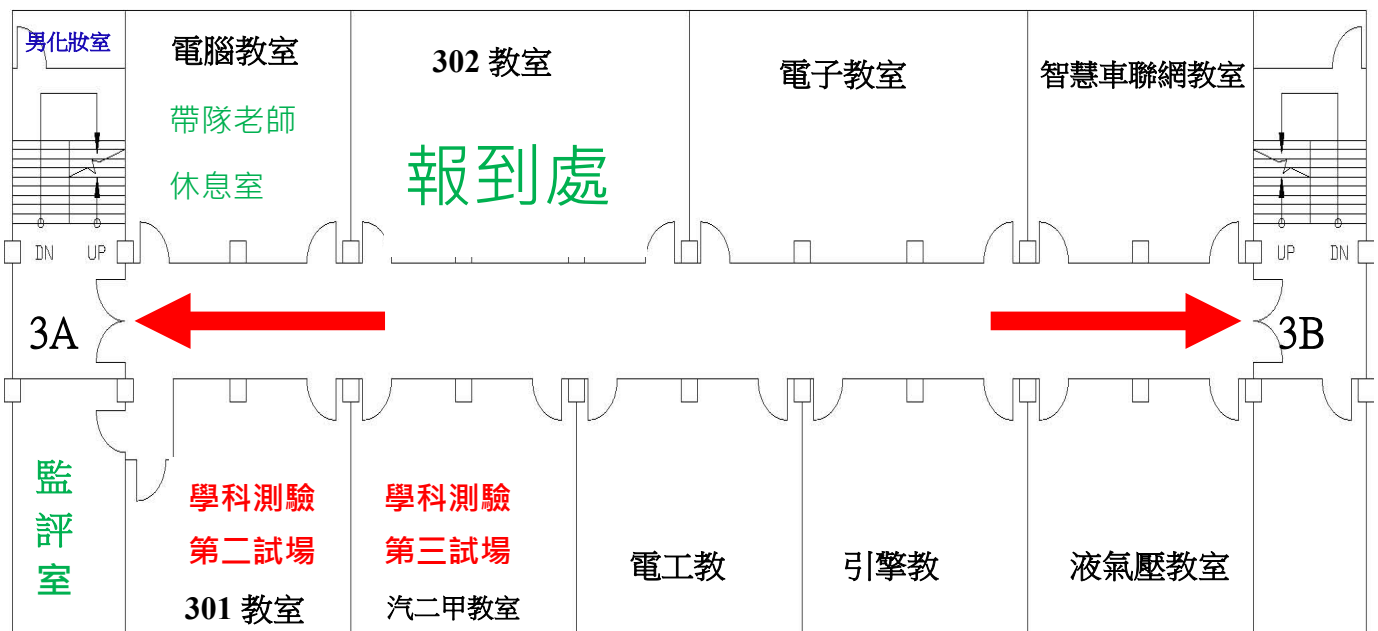 男化妝室
電腦教室
帶隊老師
休息室
302 教室
報到處
電子教室
智慧車聯網教室
DN
UP
UP
DN
3A
3B
監
評
室
學科測驗
第二試場
301 教室
學科測驗
第三試場
汽二甲教室
電工教
引擎教
液氣壓教室